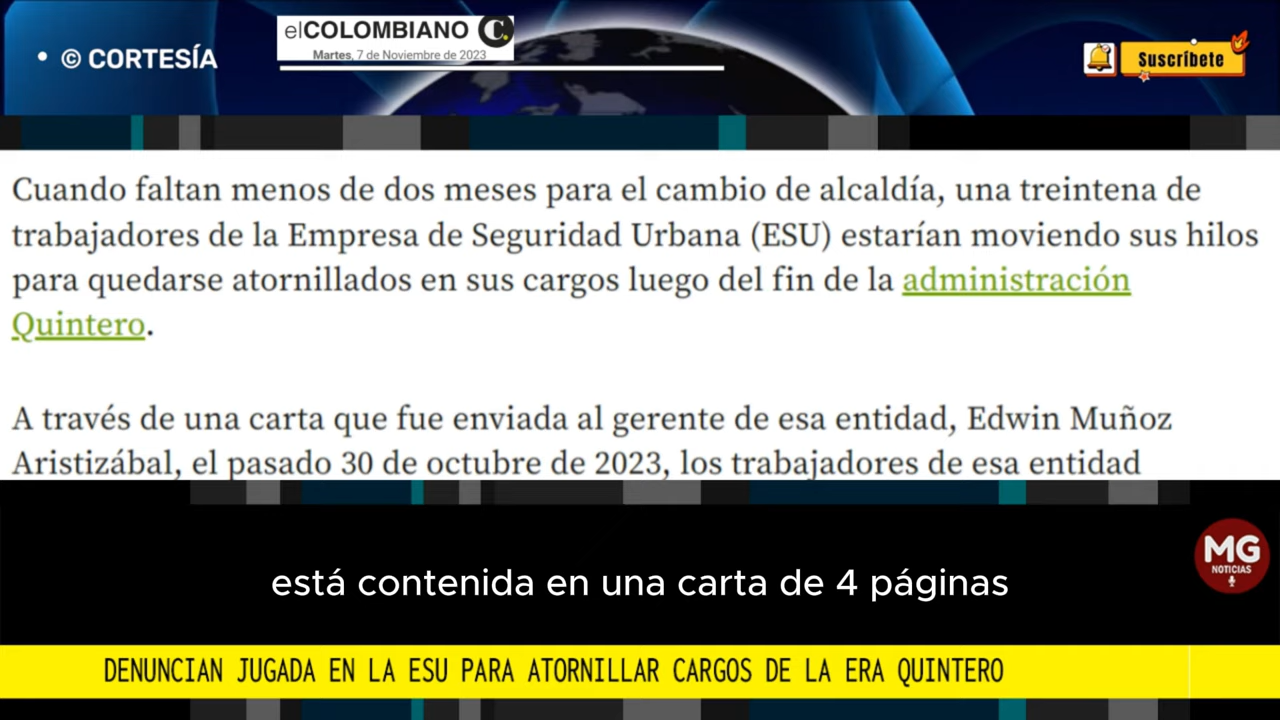 • © CORTESÍA
elCOLOMBIANO C.
Martes, 7 de Noviembre de 2023
Suscríbete
Cuando faltan menos de dos meses para el cambio de alcaldía, una treintena de
trabajadores de la Empresa de Seguridad Urbana (ESU) estarían moviendo sus hilos
para quedarse atornillados en sus cargos luego del fin de la administración
Quintero.
A través de una carta que fue enviada al gerente de esa entidad, Edwin Muñoz
Aristizábal, el pasado 30 de octubre de 2023, los trabajadores de esa entidad
MG
NOTICIAS
está contenida en una carta de 4 páginas
DENUNCIAN JUGADA EN LA ESU PARA ATORNILLAR CARGOS DE LA ERA QUINTERO